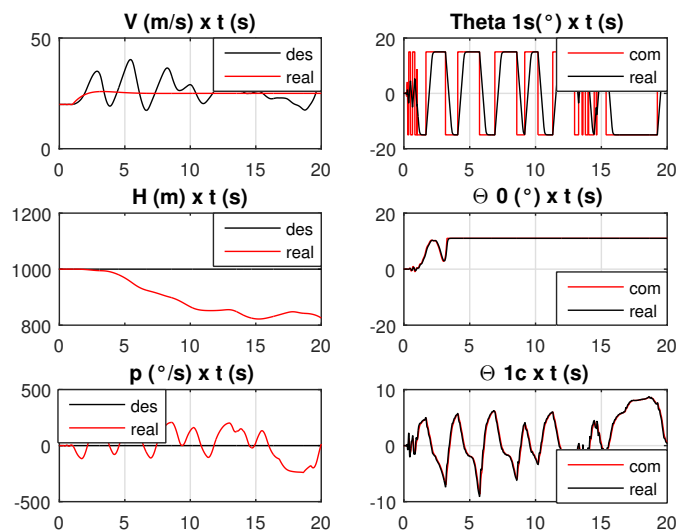 V (m/s) x t (s)
50
0
0 5 10 15 20
des
real
Theta 1s(°) x t (s)
20
0
-20
0 5 10 15 20
com
real
H (m) x t (s)
1200
1000
800
0 5 10 15 20
des
real
Θ 0 (°) x t (s)
20
0
-20
0 5 10 15 20
com
real
p (°/s) x t (s)
500
0
-500
0 5 10 15 20
des
real
Θ 1c x t (s)
10
0
-10
0 5 10 15 20
com
real